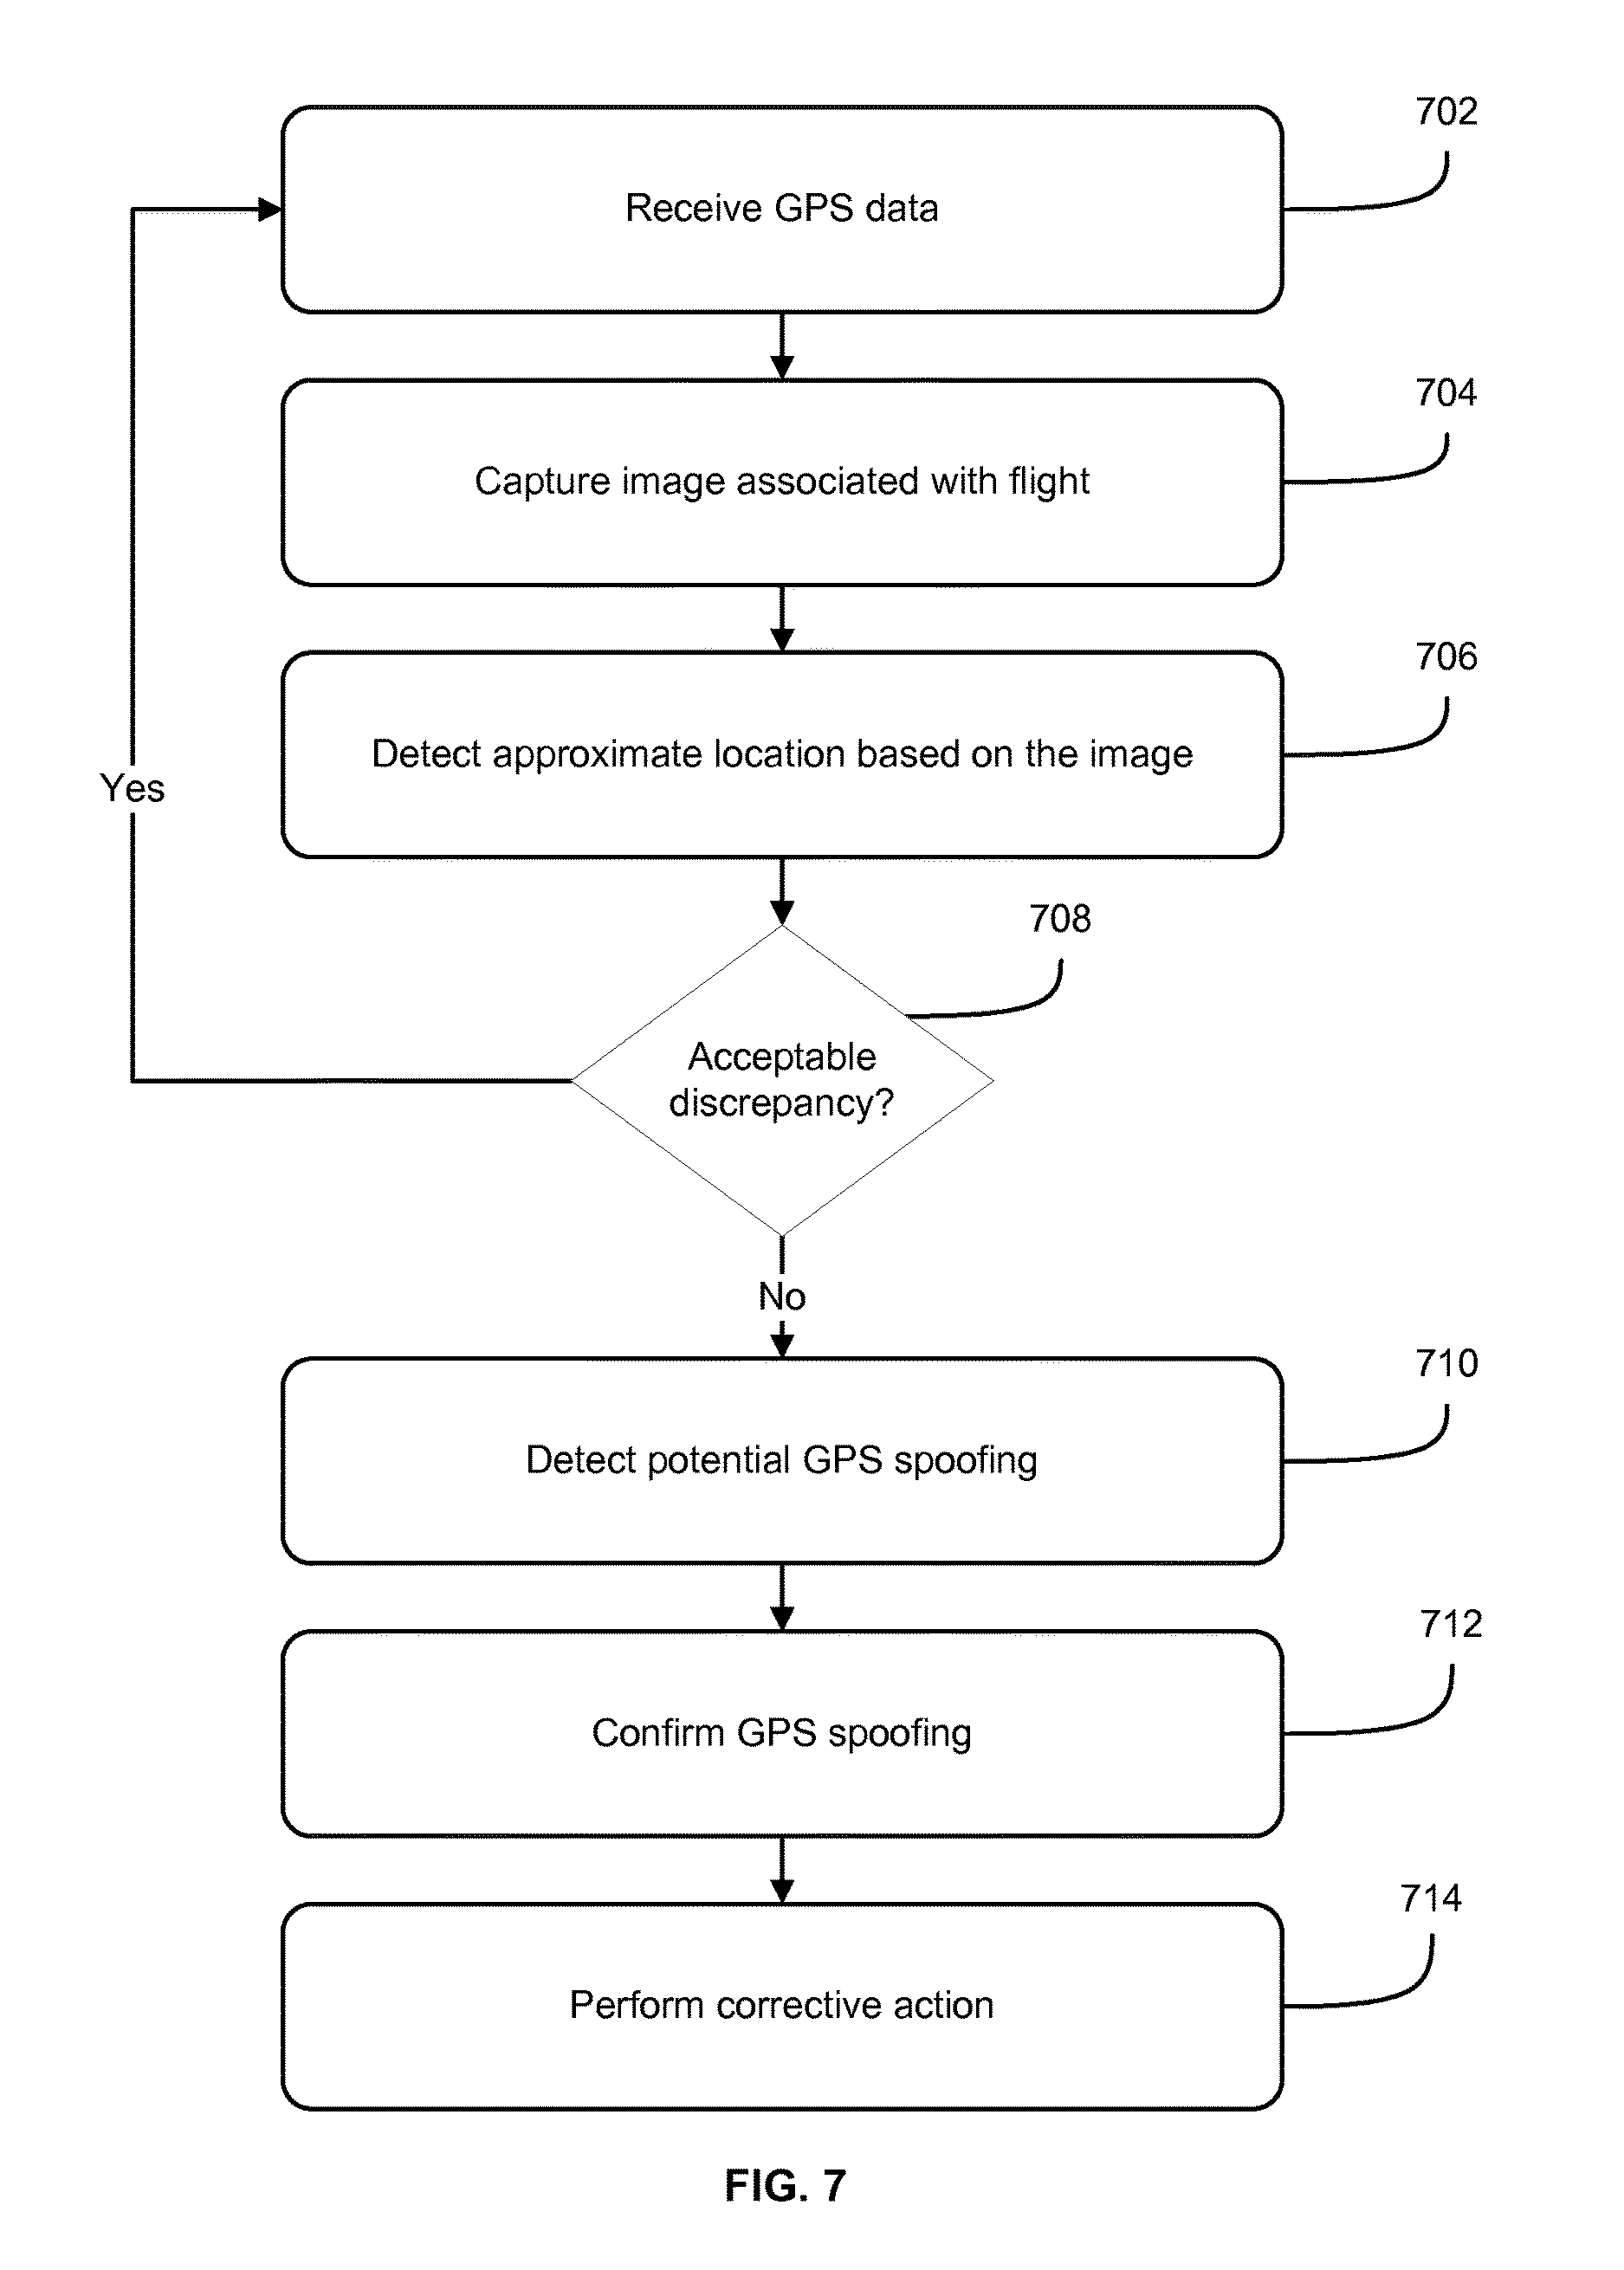 702
Receive GPS data
704
Capture image associated with flight
706
Detect approximate location based on the image
Yes
708
Acceptable
discrepancy?
No
710
Detect potential GPS spoofing
712
Confirm GPS spoofing
714
Perform corrective action
FIG. 7